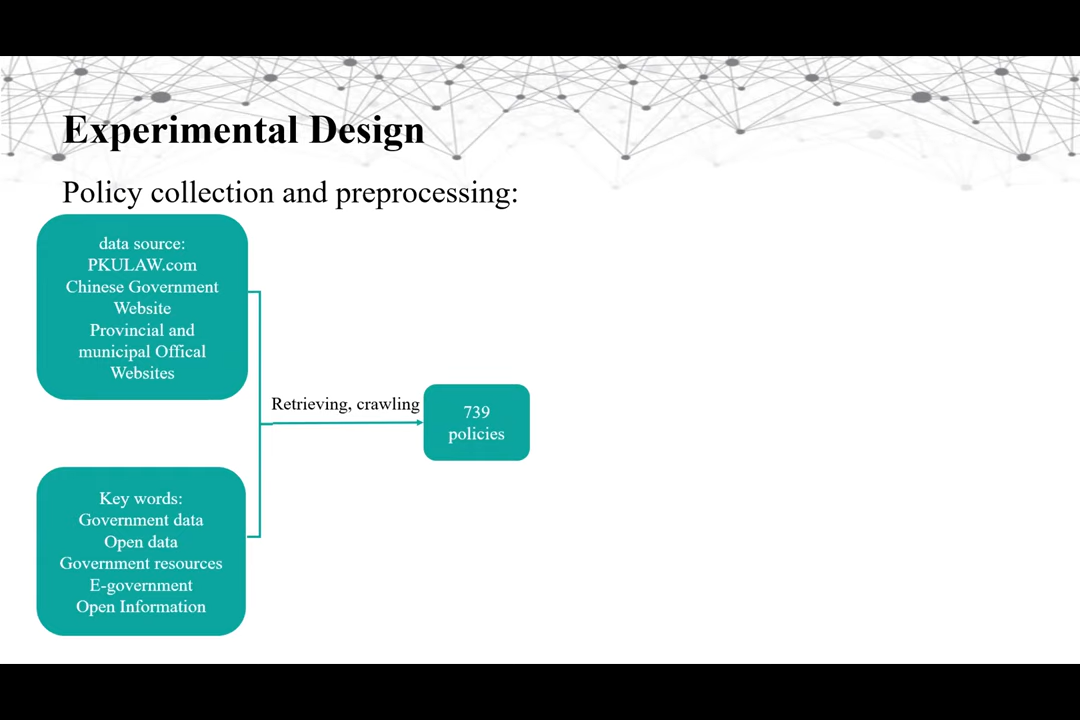 Experimental Design
Policy collection and preprocessing:
data source:
PKULAW.com
Chinese Government
Website
Provincial and
municipal Offical
Websites
Retrieving, crawling
739
policies
Key words:
Government data
Open data
Government resources
E-government
Open Information